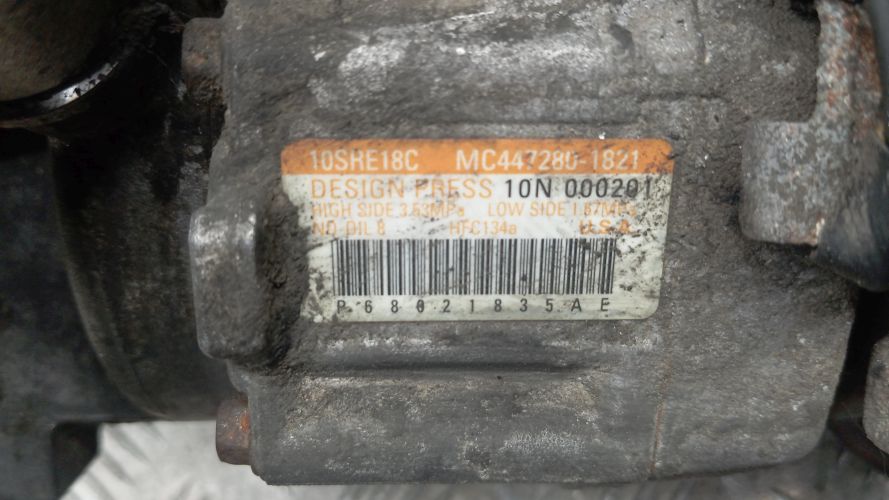 10SRE18C MC447280-1821
DESIGN PRESS 10N 000201
HIGH SIDE 3.53MPa LOW SIDE 1.67MPa
ND OIL 8 HFC134a U.S.A.
P68021835AE